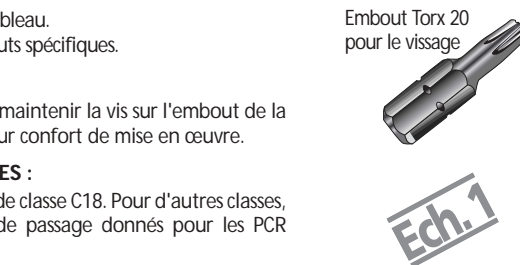 bleau.
uts spécifiques.
maintenir la vis sur l'embout de la
ur confort de mise en œuvre.
ES :
de classe C18. Pour d'autres classes,
de passage donnés pour les PCR
Embout Torx 20
pour le vissage
Ech. 1